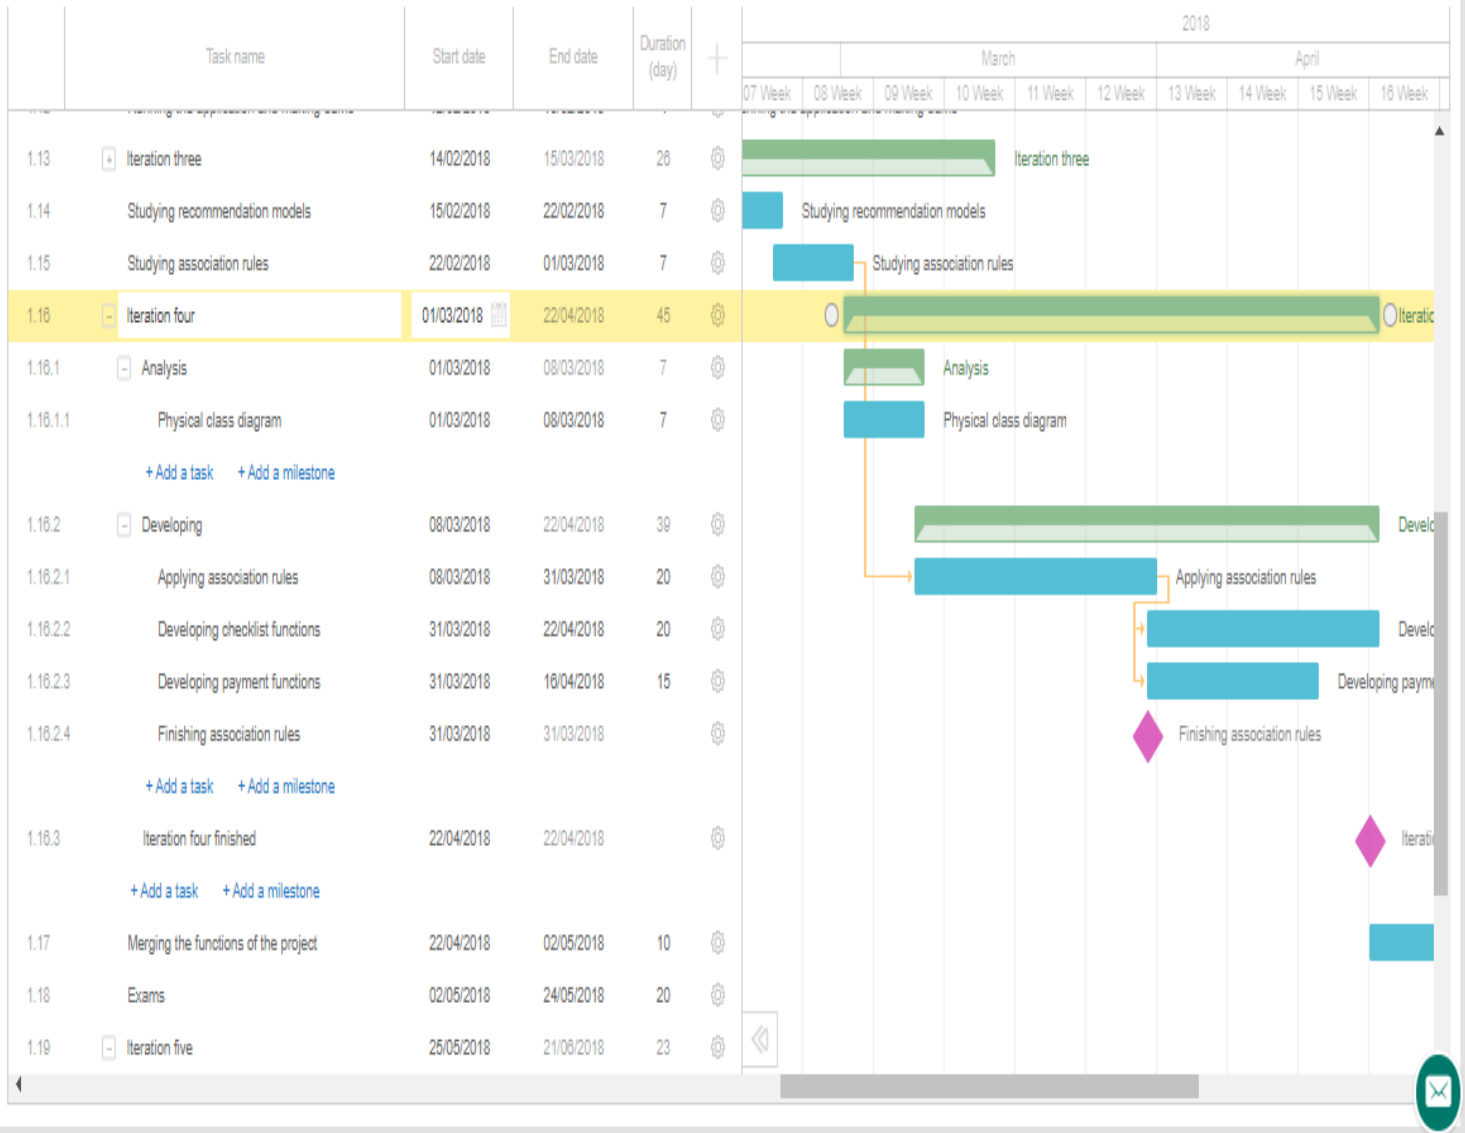 2018
Task name Start date End date Duration (day) March April
07 Week 08 Week 09 Week 10 Week 11 Week 12 Week 13 Week 14 Week 15 Week 16 Week
1.13 Iteration three 14/02/2018 15/03/2018 26 Iteration three
1.14 Studying recommendation models 15/02/2018 22/02/2018 7 Studying recommendation models
1.15 Studying association rules 22/02/2018 01/03/2018 7 Studying association rules
1.16 Iteration four 01/03/2018 22/04/2018 45 Iteratio
1.16.1 Analysis 01/03/2018 08/03/2018 7 Analysis
1.16.1.1 Physical class diagram 01/03/2018 08/03/2018 7 Physical class diagram
+ Add a task + Add a milestone
1.16.2 Developing 08/03/2018 22/04/2018 39 Develo
1.16.2.1 Applying association rules 08/03/2018 31/03/2018 20 Applying association rules
1.16.2.2 Developing checklist functions 31/03/2018 22/04/2018 20 Develo
1.16.2.3 Developing payment functions 31/03/2018 16/04/2018 15 Developing payme
1.16.2.4 Finishing association rules 31/03/2018 31/03/2018 Finishing association rules
+ Add a task + Add a milestone
1.16.3 Iteration four finished 22/04/2018 22/04/2018 Iterati
+ Add a task + Add a milestone
1.17 Merging the functions of the project 22/04/2018 02/05/2018 10
1.18 Exams 02/05/2018 24/05/2018 20
1.19 Iteration five 25/05/2018 21/06/2018 23